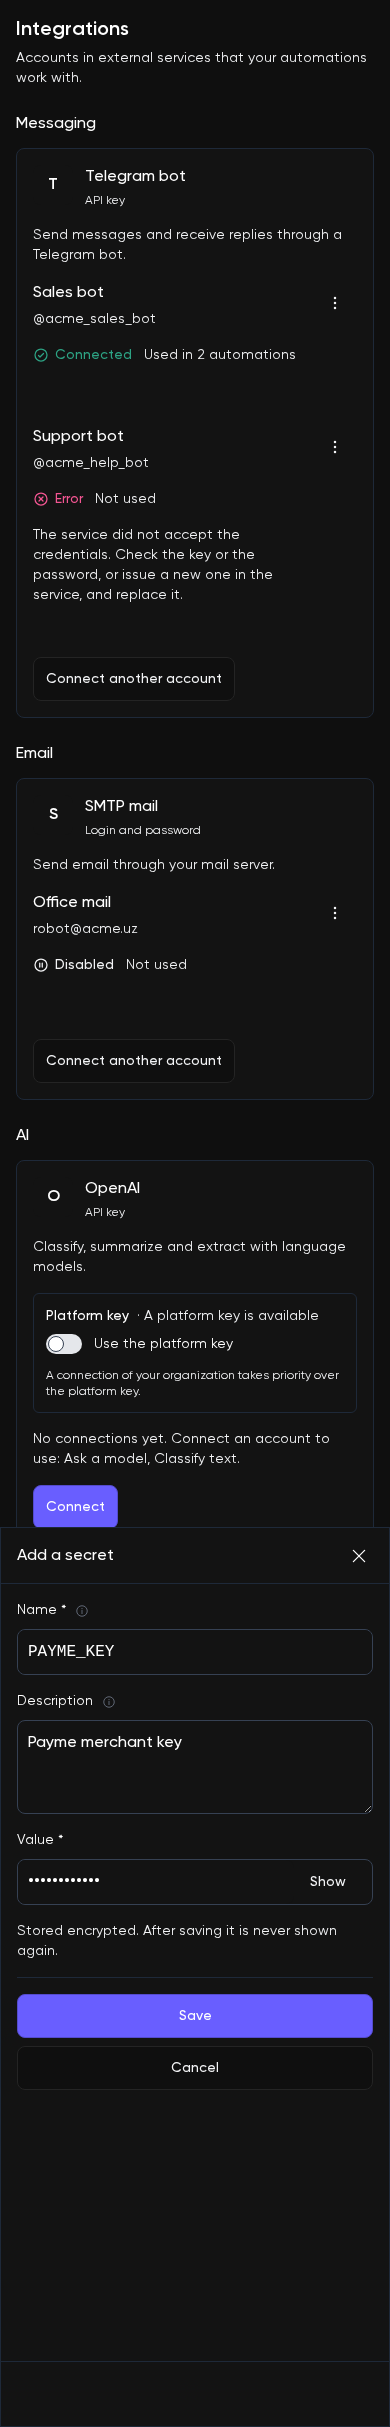 Integrations
Accounts in external services that your automations
work with.
Messaging
T
Telegram bot
API key
Send messages and receive replies through a
Telegram bot.
Sales bot
@acme_sales_bot
Connected Used in 2 automations
Support bot
@acme_help_bot
Error Not used
The service did not accept the
credentials. Check the key or the
password, or issue a new one in the
service, and replace it.
Connect another account
Email
S
SMTP mail
Login and password
Send email through your mail server.
Office mail
robot@acme.uz
Disabled Not used
Connect another account
AI
O
OpenAI
API key
Classify, summarize and extract with language
models.
Platform key · A platform key is available
Use the platform key
A connection of your organization takes priority over
the platform key.
No connections yet. Connect an account to
use: Ask a model, Classify text.
Connect
Add a secret
Name *
PAYME_KEY
Description
Payme merchant key
Value *
•••••••••••• Show
Stored encrypted. After saving it is never shown
again.
Save
Cancel